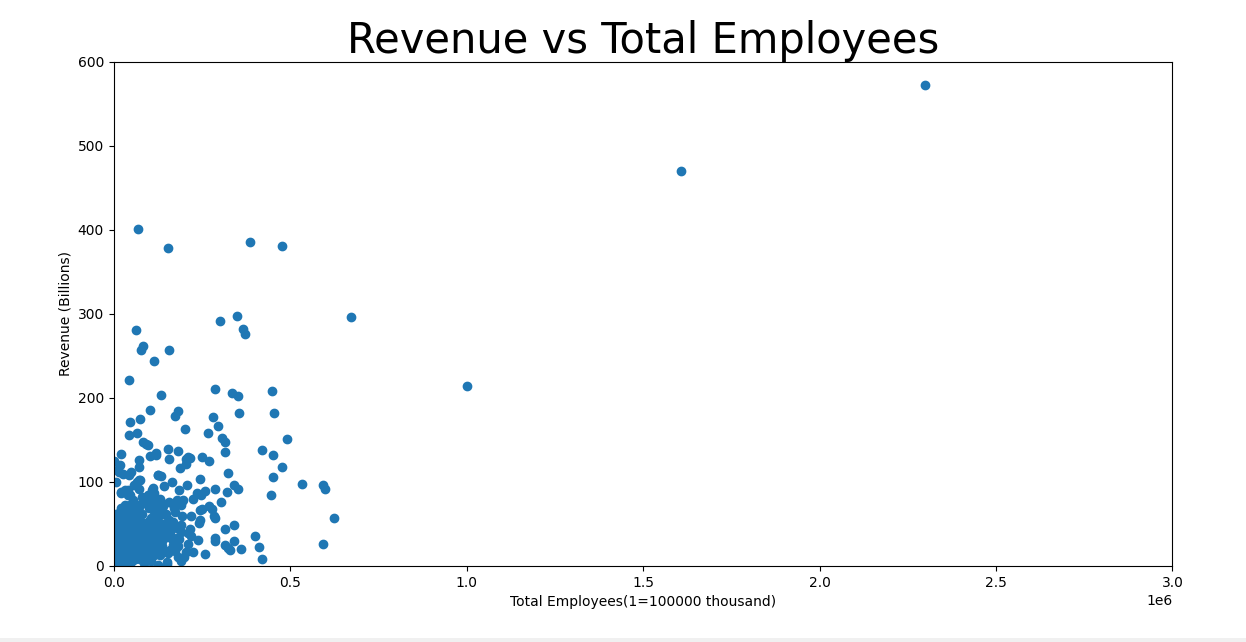 Revenue vs Total Employees
600
500
400
300
200
100
0
Revenue (Billions)
0.0 0.5 1.0 1.5 2.0 2.5 3.0
1e6
Total Employees(1=100000 thousand)